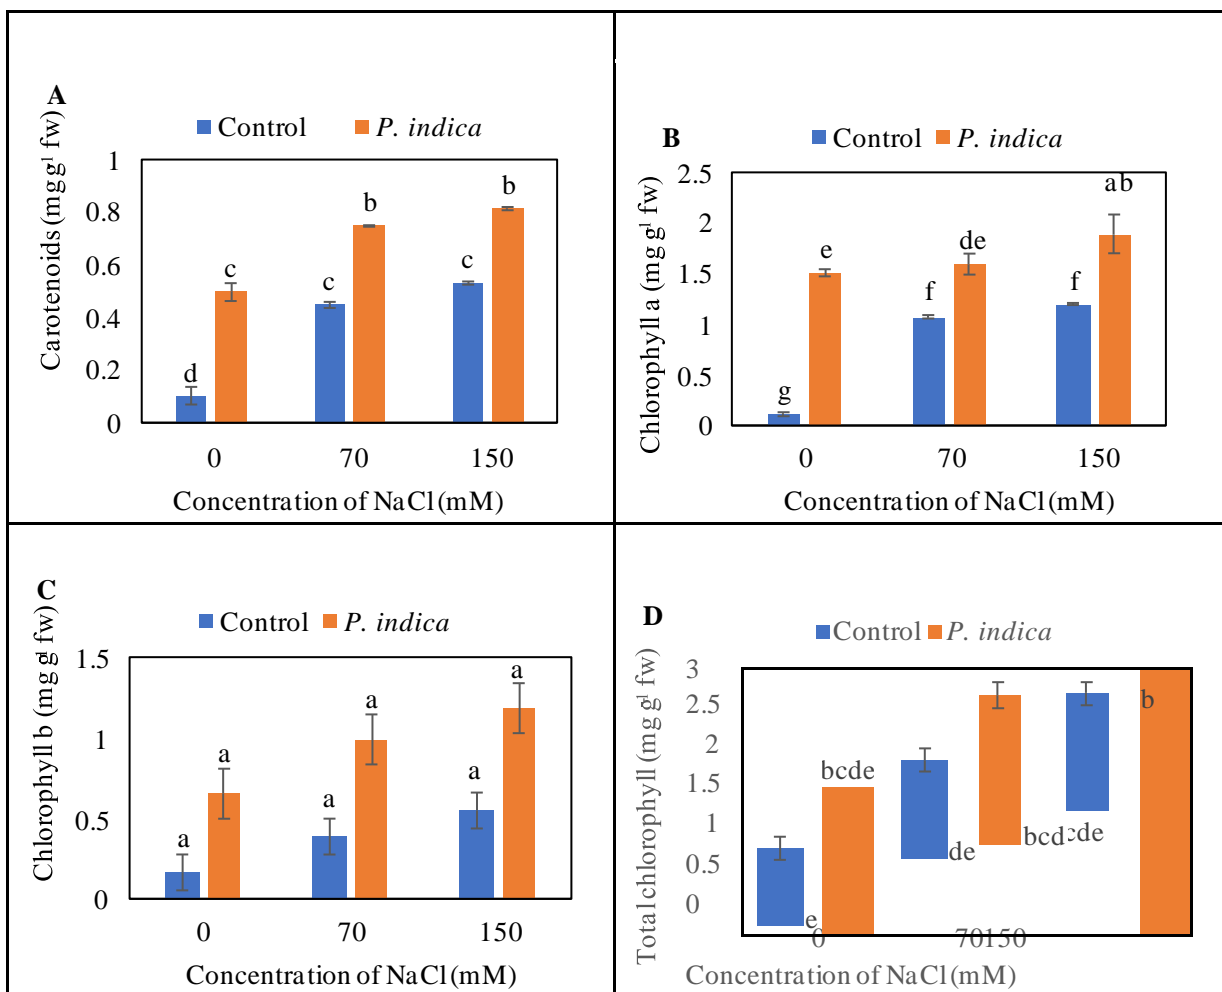 A
Control P. indica
Carotenoids (mg g¹ fw)
1
0.8
0.6
0.4
0.2
0
d c c b c b
0 70 150
Concentration of NaCl (mM)
B
Control P. indica
Chlorophyll a (mg g¹ fw)
2.5
2
1.5
1
0.5
0
g e f de f ab
0 70 150
Concentration of NaCl (mM)
C
Control P. indica
Chlorophyll b (mg g¹ fw)
1.5
1
0.5
0
a a a a a a
0 70 150
Concentration of NaCl (mM)
D
Control P. indica
Total chlorophyll (mg g¹ fw)
3
2.5
2
1.5
1
0.5
0
e bcde de bcd cde b
0 70150
Concentration of NaCl (mM)